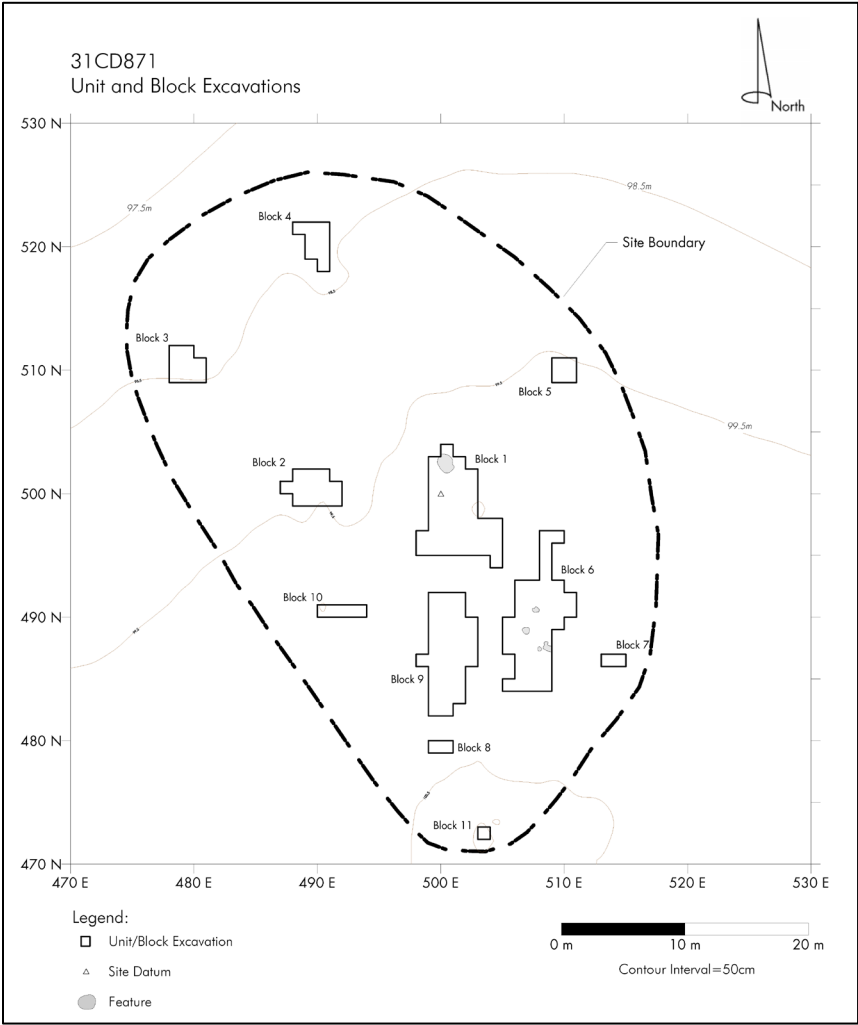 31CD871
Unit and Block Excavations
North
530 N
97.5m
98.5m
Block 4
520 N
Site Boundary
Block 3
510 N
Block 5
99.5m
Block 2
Block 1
500 N
Block 6
Block 10
490 N
Block 7
Block 9
480 N
Block 8
Block 11
470 N
470 E
480 E
490 E
500 E
510 E
520 E
530 E
Legend:
Unit/Block Excavation
Site Datum
Feature
0 m
10 m
20 m
Contour Interval=50cm